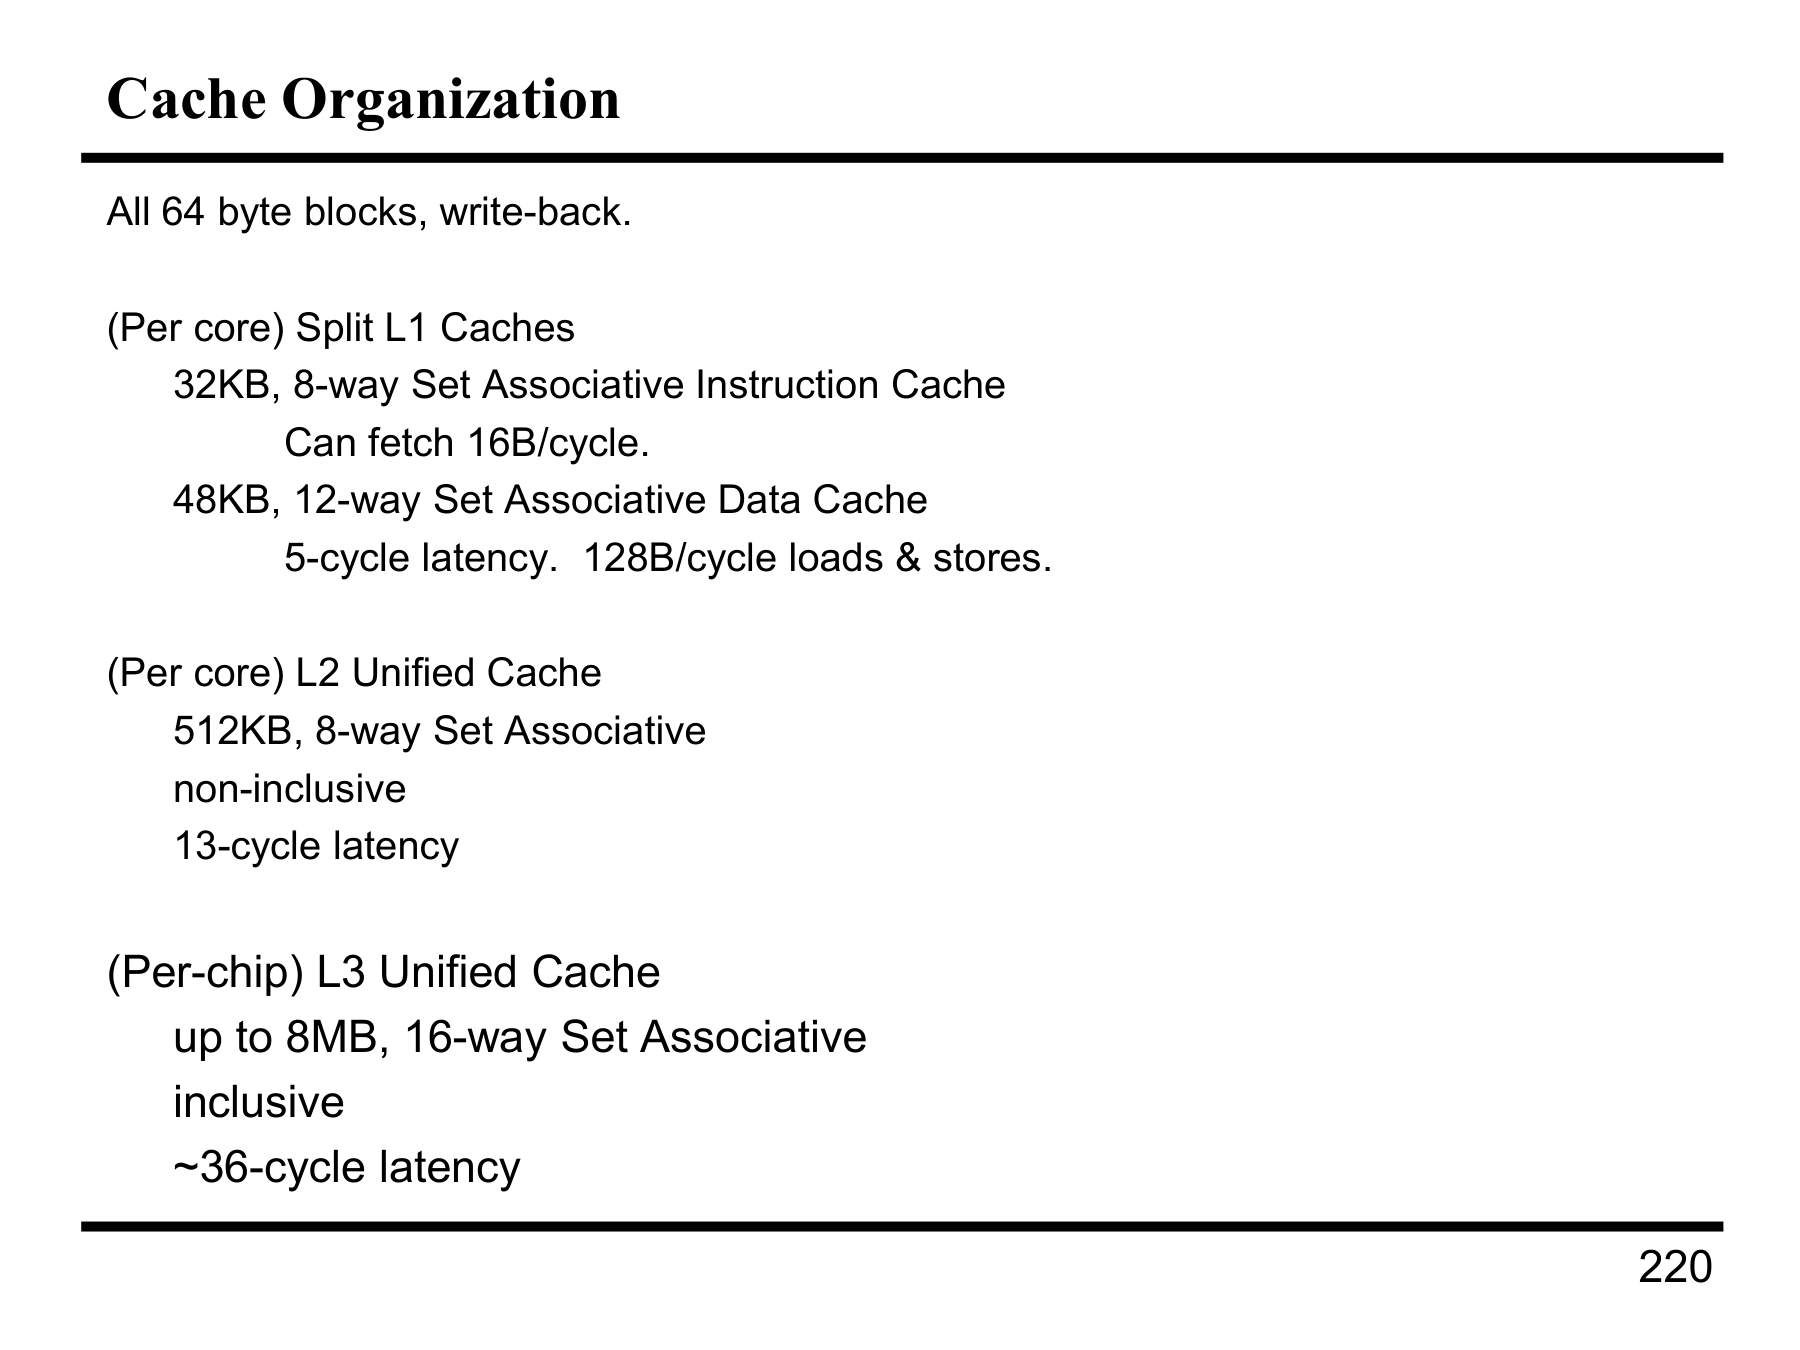 Cache Organization
All 64 byte blocks, write-back.
(Per core) Split L1 Caches
32KB, 8-way Set Associative Instruction Cache
Can fetch 16B/cycle.
48KB, 12-way Set Associative Data Cache
5-cycle latency.  128B/cycle loads & stores.
(Per core) L2 Unified Cache
512KB, 8-way Set Associative
non-inclusive
13-cycle latency
(Per-chip) L3 Unified Cache
up to 8MB, 16-way Set Associative
inclusive
~36-cycle latency
220